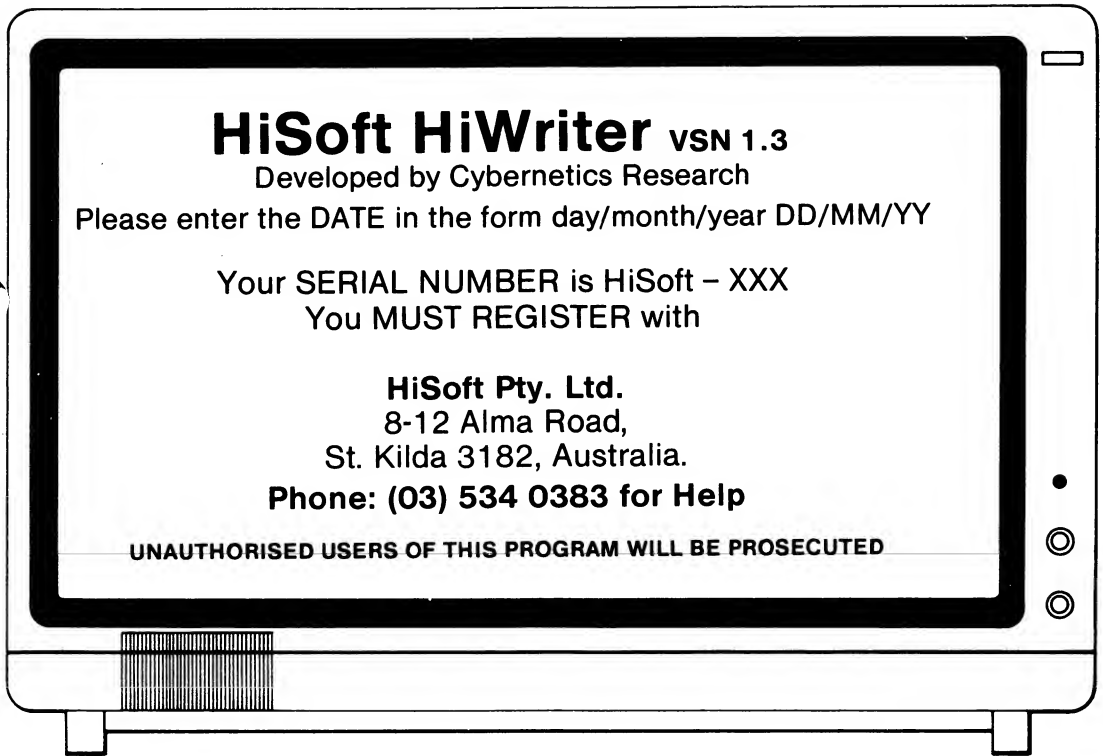 HiSoft HiWriter VSN 1.3
Developed by Cybernetics Research
Please enter the DATE in the form day/month/year DD/MM/YY
Your SERIAL NUMBER is HiSoft – XXX
You MUST REGISTER with
HiSoft Pty. Ltd.
8-12 Alma Road,
St. Kilda 3182, Australia.
Phone: (03) 534 0383 for Help
UNAUTHORISED USERS OF THIS PROGRAM WILL BE PROSECUTED